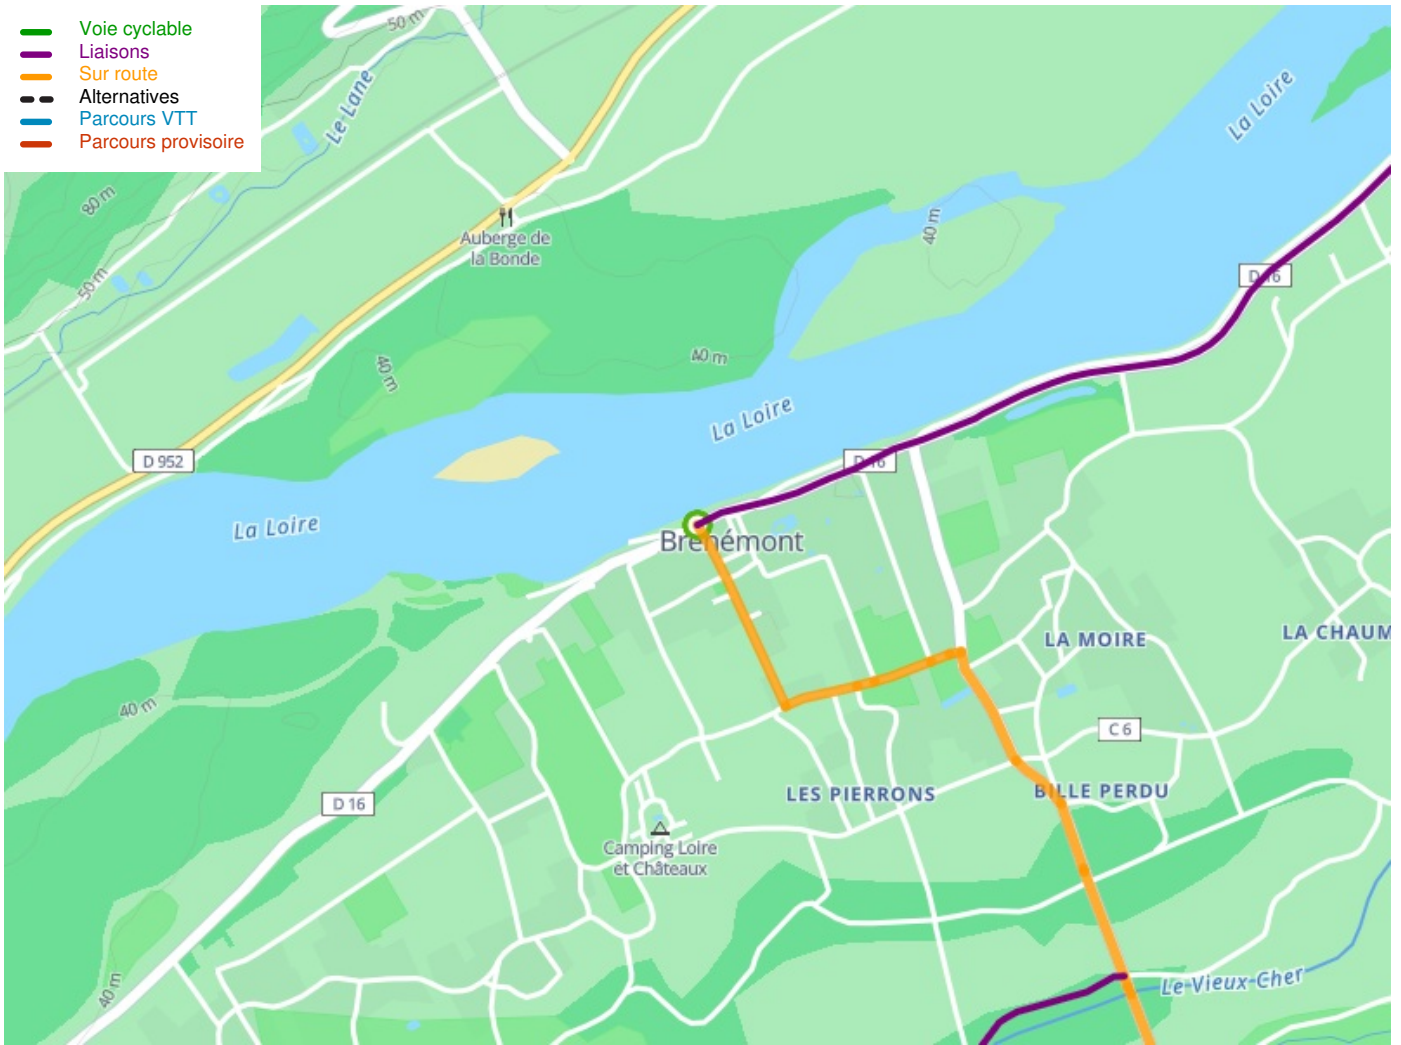 Voie cyclable
Liaisons
Sur route
Alternatives
Parcours VTT
Parcours provisoire
50 m
Le Lane
La Loire
80 m
40 m
Auberge de
la Bonde
50 m
D 16
40 m
40 m
La Loire
D 952
D 16
La Loire
Bréhémont
LA MOIRE
LA CHAUM
40 m
C 6
LES PIERRONS
BILLE PERDU
D 16
Camping Loire
et Châteaux
40 m
Le Vieux Cher